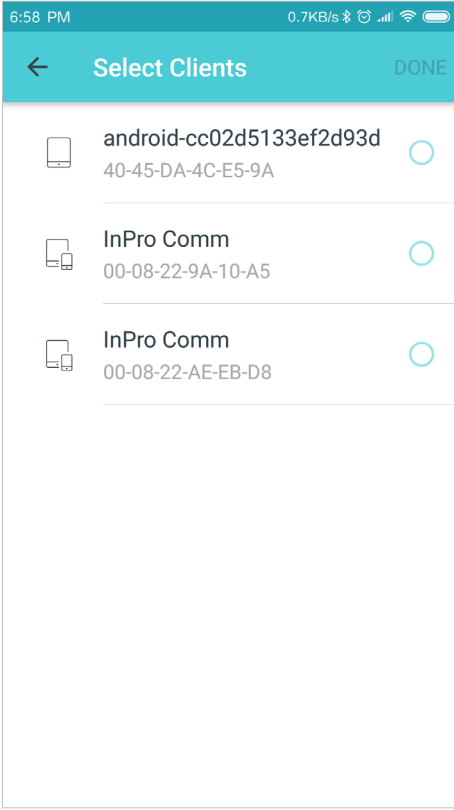 6:58 PM 0.7KB/s
Select Clients DONE
android-cc02d5133ef2d93d
40-45-DA-4C-E5-9A
InPro Comm
00-08-22-9A-10-A5
InPro Comm
00-08-22-AE-EB-D8